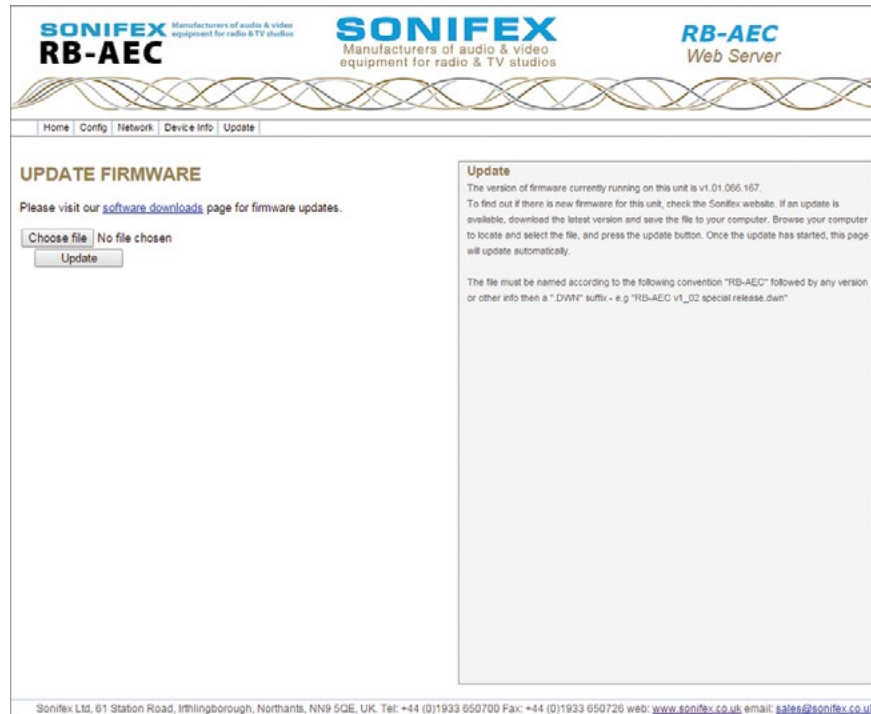 SONIFEX Manufacturers of audio & video
equipment for radio & TV studios
RB-AEC
SONIFEX
Manufacturers of audio & video
equipment for radio & TV studios
RB-AEC
Web Server
Home Config Network Device Info Update
UPDATE FIRMWARE
Please visit our software downloads page for firmware updates.
Choose file No file chosen
Update
Update
The version of firmware currently running on this unit is v1.01.066.167.
To find out if there is new firmware for this unit, check the Sonifex website. If an update is
available, download the latest version and save the file to your computer. Browse your computer
to locate and select the file, and press the update button. Once the update has started, this page
will update automatically.
The file must be named according to the following convention "RB-AEC" followed by any version
or other info then a ".DWN" suffix - e.g "RB-AEC v1_02 special release.dwn"
Sonifex Ltd, 61 Station Road, Irthlingborough, Northants, NN9 5QE, UK. Tel: +44 (0)1933 650700 Fax: +44 (0)1933 650726 web: www.sonifex.co.uk email: sales@sonifex.co.uk